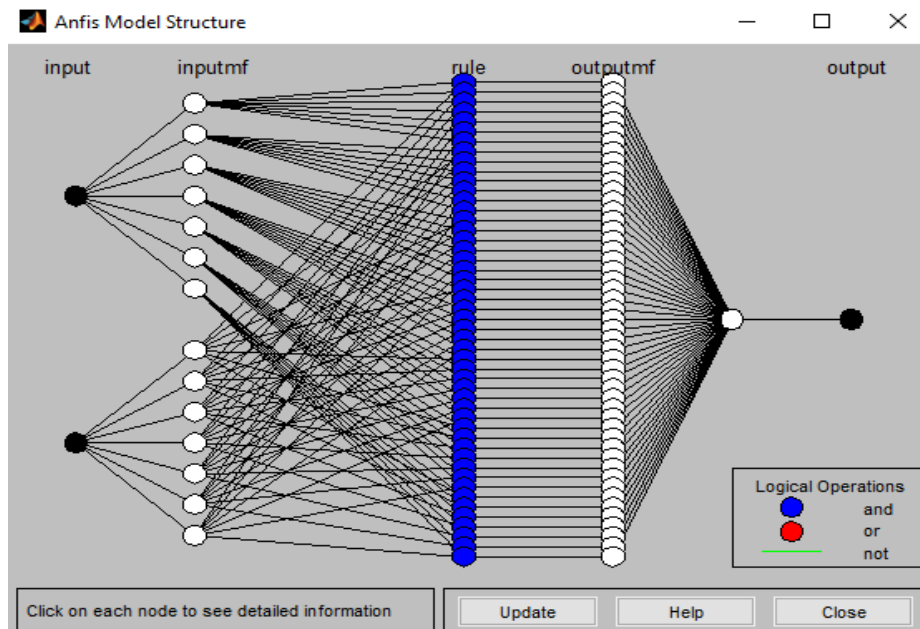 Anfis Model Structure
input inputmf rule outputmf output
Logical Operations
and
or
not
Click on each node to see detailed information
Update Help Close